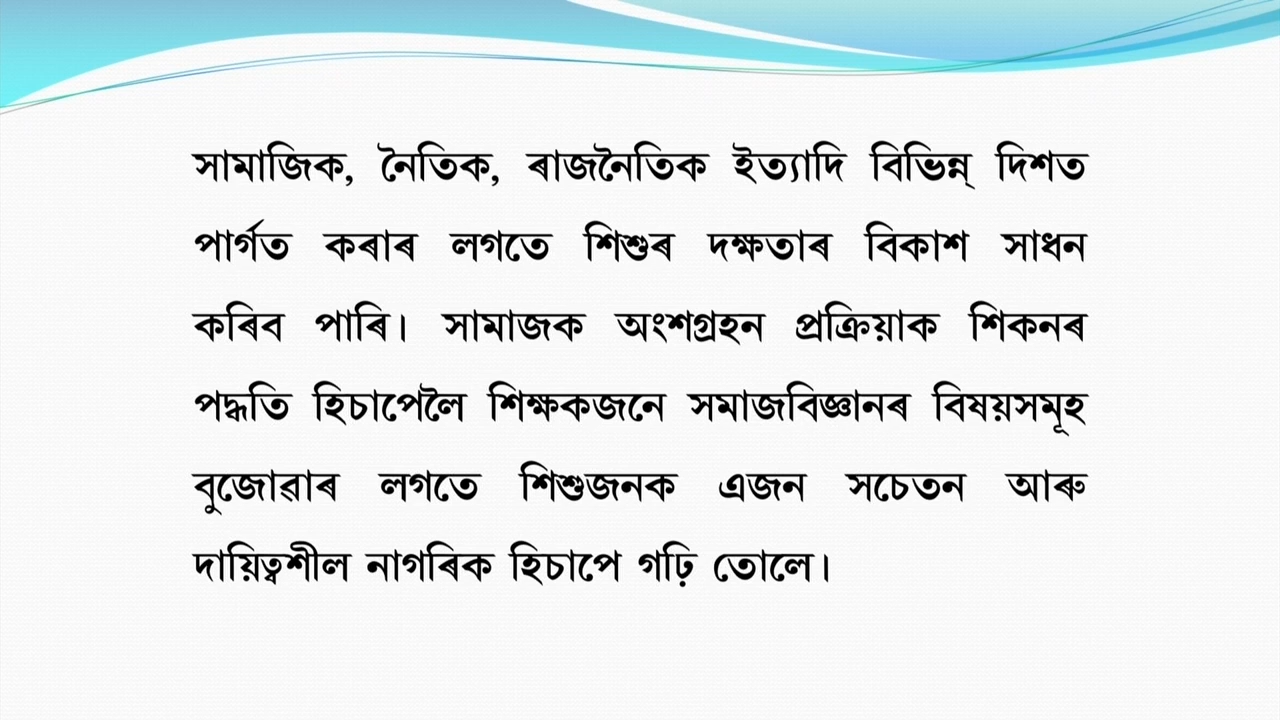 সামাজিক, নৈতিক, ৰাজনৈতিক ইত্যাদি বিভিন্ন্ দিশত
পাৰ্গত কৰাৰ লগতে শিশুৰ দক্ষতাৰ বিকাশ সাধন
কৰিব পাৰি। সামাজক অংশগ্ৰহন প্ৰক্ৰিয়াক শিকনৰ
পদ্ধতি হিচাপেলৈ শিক্ষকজনে সমাজবিজ্ঞানৰ বিষয়সমূহ
বুজোৱাৰ লগতে শিশুজনক এজন সচেতন আৰু
দায়িত্বশীল নাগৰিক হিচাপে গঢ়ি তোলে।